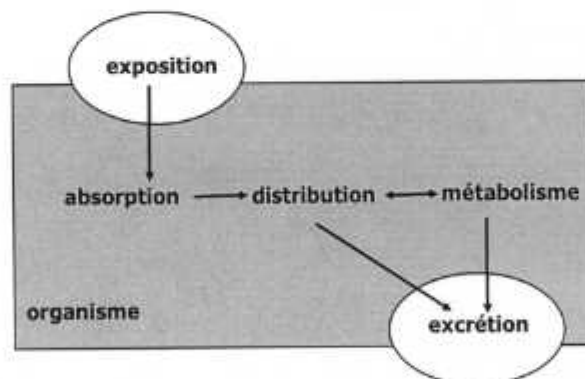 exposition
absorption distribution métabolisme
organisme
excrétion